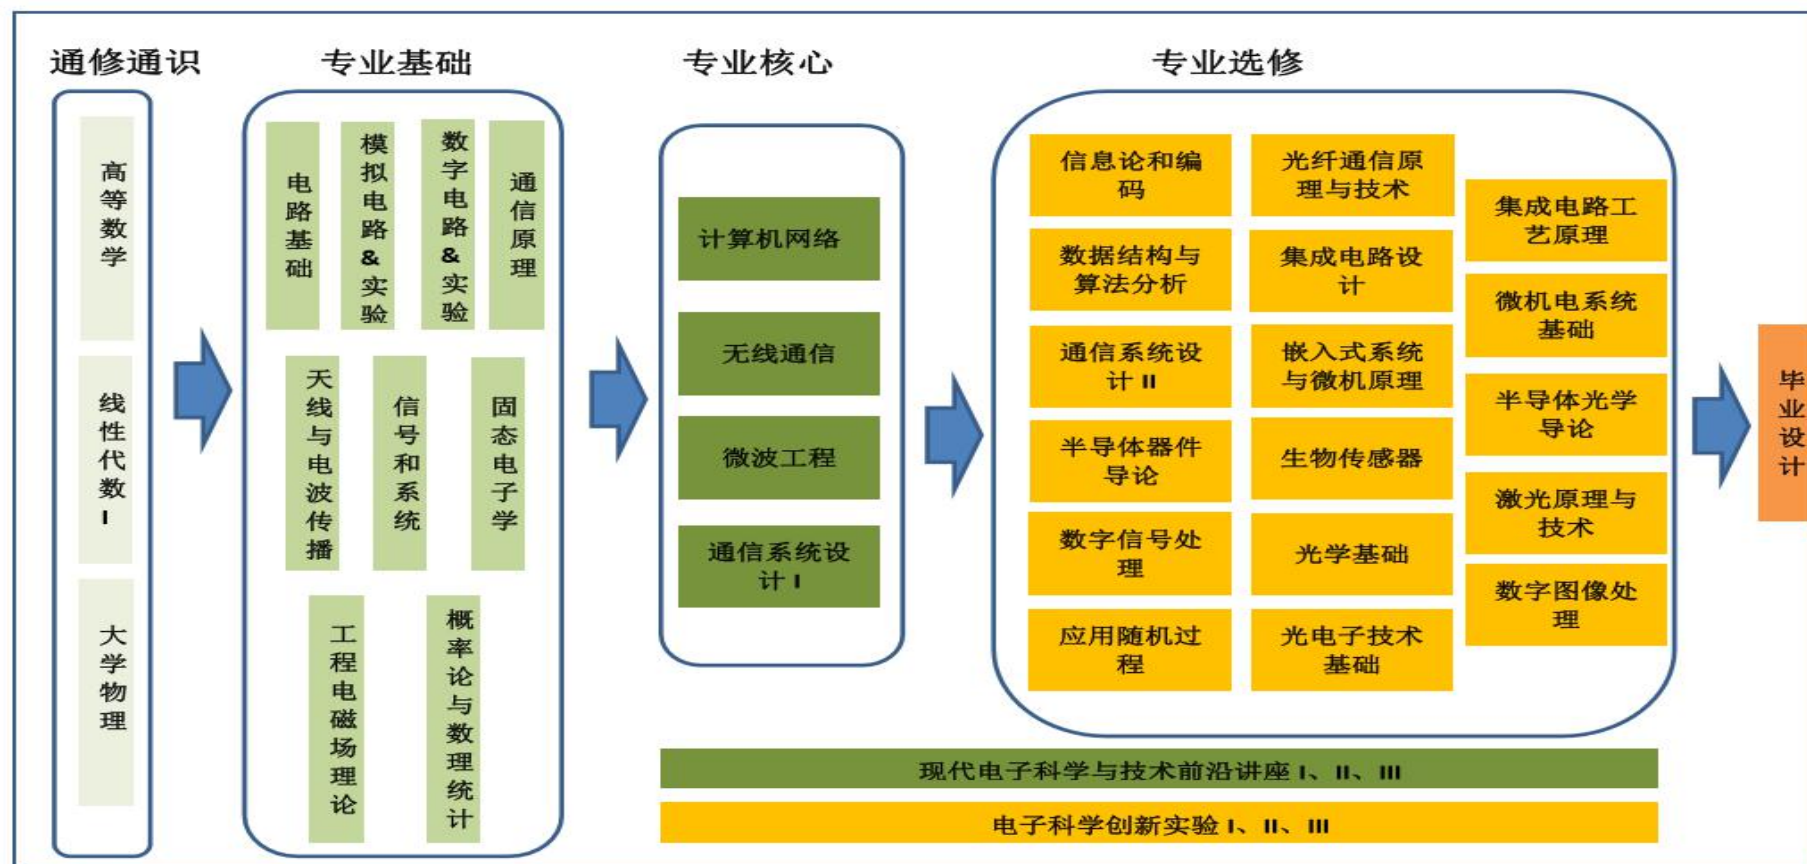 通修通识
专业基础
专业核心
专业选修
高等数学
线性代数 I
大学物理
电路基础
模拟电路&实验
数字电路&实验
通信原理
天线与电波传播
信号和系统
固态电子学
工程电磁场理论
概率论与数理统计
计算机网络
无线通信
微波工程
通信系统设
计 I
信息论和编
码
数据结构与
算法分析
通信系统设
计 II
半导体器件
导论
数字信号处
理
应用随机过
程
光纤通信原
理与技术
集成电路设
计
嵌入式系统
与微机原理
生物传感器
光学基础
光电子技术
基础
集成电路工
艺原理
微机电系统
基础
半导体光学
导论
激光原理与
技术
数字图像处
理
毕业设计
现代电子科学与技术前沿讲座 I、II、III
电子科学创新实验 I、II、III